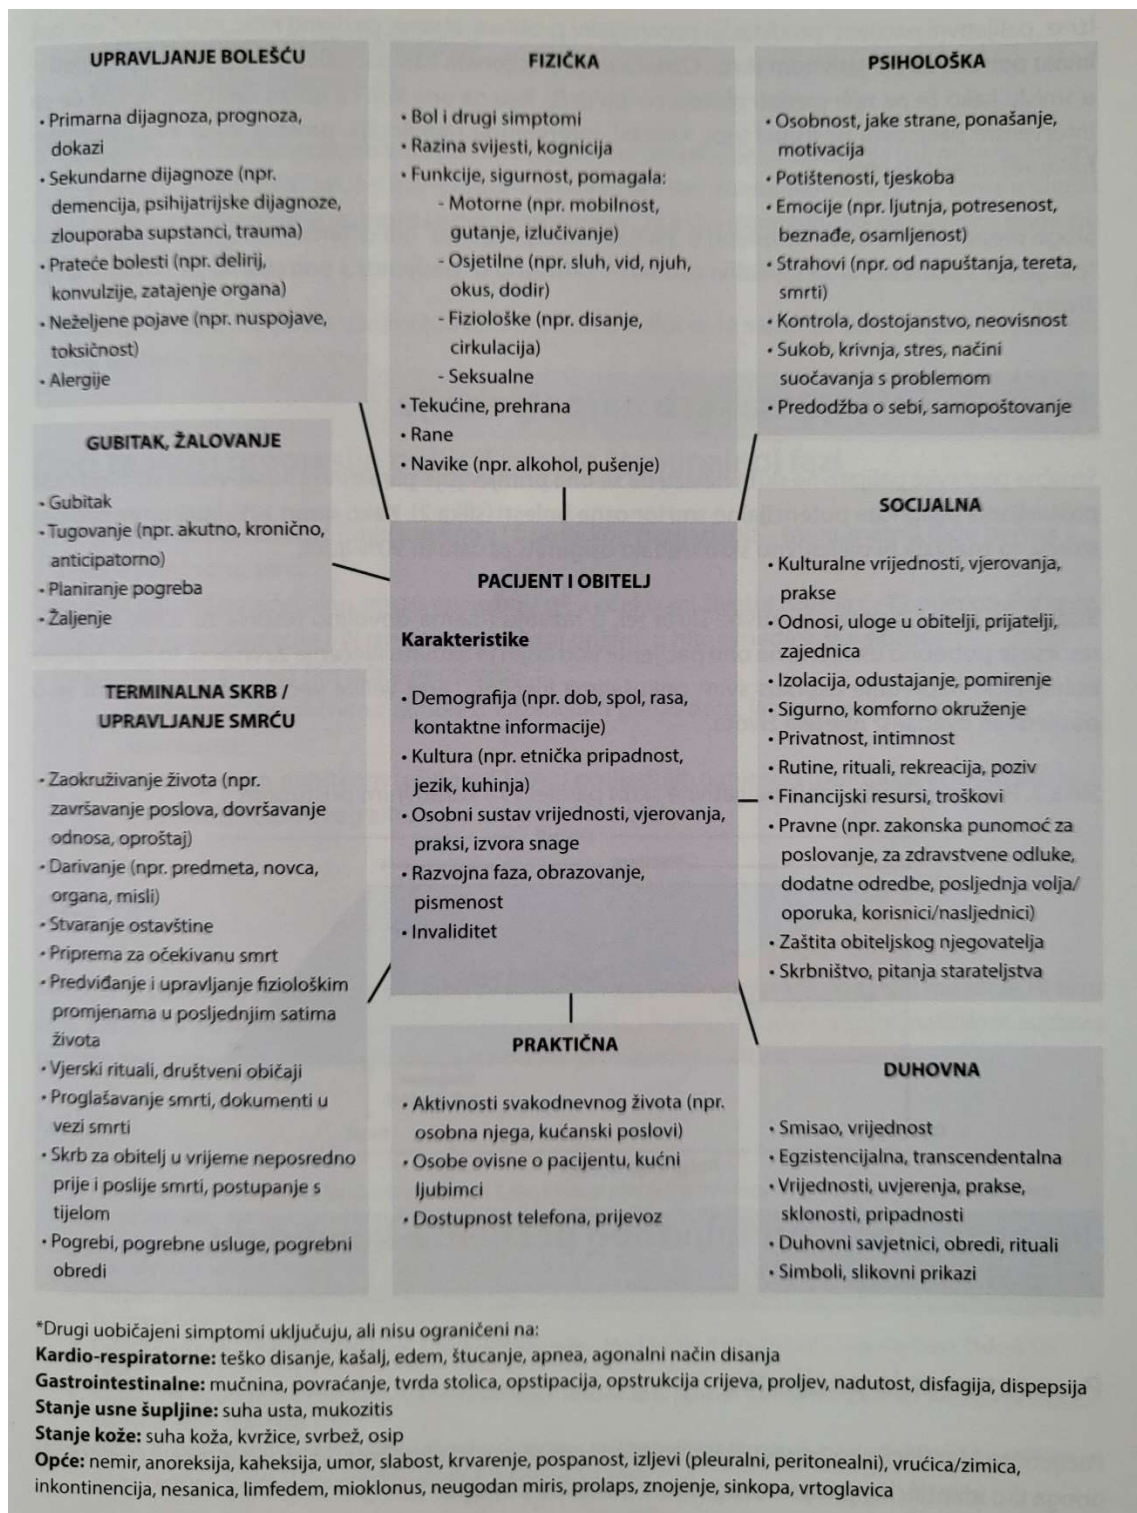 UPRAVLJANJE BOLEŠĆU
• Primarna dijagnoza, prognoza,
dokazi
• Sekundarne dijagnoze (npr.
demencija, psihijatrijske dijagnoze,
zlouporaba supstanci, trauma)
• Prateće bolesti (npr. delirij,
konvulzije, zatajenje organa)
• Neželjene pojave (npr. nuspojave,
toksičnost)
• Alergije
FIZIČKA
• Bol i drugi simptomi
• Razina svijesti, kognicija
• Funkcije, sigurnost, pomagala:
- Motorne (npr. mobilnost,
gutanje, izlučivanje)
- Osjetilne (npr. sluh, vid, njuh,
okus, dodir)
- Fiziološke (npr. disanje,
cirkulacija)
- Seksualne
• Tekućine, prehrana
• Rane
• Navike (npr. alkohol, pušenje)
PSIHOLOŠKA
• Osobnost, jake strane, ponašanje,
motivacija
• Potištenosti, tjeskoba
• Emocije (npr. ljutnja, potresenost,
beznađe, osamljenost)
• Strahovi (npr. od napuštanja, tereta,
smrti)
• Kontrola, dostojanstvo, neovisnost
• Sukob, krivnja, stres, načini
suočavanja s problemom
• Predodžba o sebi, samopoštovanje
GUBITAK, ŽALOVANJE
• Gubitak
• Tugovanje (npr. akutno, kronično,
anticipatorno)
• Planiranje pogreba
• Žaljenje
PACIJENT I OBITELJ
Karakteristike
• Demografija (npr. dob, spol, rasa,
kontaktne informacije)
• Kultura (npr. etnička pripadnost,
jezik, kuhinja)
• Osobni sustav vrijednosti, vjerovanja,
praksi, izvora snage
• Razvojna faza, obrazovanje,
pismenost
• Invaliditet
SOCIJALNA
• Kulturalne vrijednosti, vjerovanja,
prakse
• Odnosi, uloge u obitelji, prijatelji,
zajednica
• Izolacija, odustajanje, pomirenje
• Sigurno, komforno okruženje
• Privatnost, intimnost
• Rutine, rituali, rekreacija, poziv
• Financijski resursi, troškovi
• Pravne (npr. zakonska punomoć za
poslovanje, za zdravstvene odluke,
dodatne odredbe, posljednja volja/
oporuka, korisnici/nasljednici)
• Zaštita obiteljskog njegovatelja
• Skrbništvo, pitanja starateljstva
TERMINALNA SKRB /
UPRAVLJANJE SMRĆU
• Zaokruživanje života (npr.
završavanje poslova, dovršavanje
odnosa, oproštaj)
• Darivanje (npr. predmeta, novca,
organa, misli)
• Stvaranje ostavštine
• Priprema za očekivanu smrt
• Predviđanje i upravljanje fiziološkim
promjenama u posljednjim satima
života
• Vjerski rituali, društveni običaji
• Proglašavanje smrti, dokumenti u
vezi smrti
• Skrb za obitelj u vrijeme neposredno
prije i poslije smrti, postupanje s
tijelom
• Pogrebi, pogrebne usluge, pogrebni
obredi
PRAKTIČNA
• Aktivnosti svakodnevnog života (npr.
osobna njega, kućanski poslovi)
• Osobe ovisne o pacijentu, kućni
ljubimci
• Dostupnost telefona, prijevoz
DUHOVNA
• Smisao, vrijednost
• Egzistencijalna, transcendentalna
• Vrijednosti, uvjerenja, prakse,
sklonosti, pripadnosti
• Duhovni savjetnici, obredi, rituali
• Simboli, slikovni prikazi
*Drugi uobičajeni simptomi uključuju, ali nisu ograničeni na:
Kardio-respiratorne: teško disanje, kašalj, edem, štucanje, apnea, agonalni način disanja
Gastrointestinalne: mučnina, povraćanje, tvrda stolica, opstipacija, opstrukcija crijeva, proljev, nadutost, disfagija, dispepsija
Stanje usne šupljine: suha usta, mukozitis
Stanje kože: suha koža, kvržice, svrbež, osip
Opće: nemir, anoreksija, kaheksija, umor, slabost, krvarenje, pospanost, izljevi (pleuralni, peritonealni), vrućica/zimica,
inkontinencija, nesanica, limfedem, mioklonus, neugodan miris, prolaps, znojenje, sinkopa, vrtoglavica